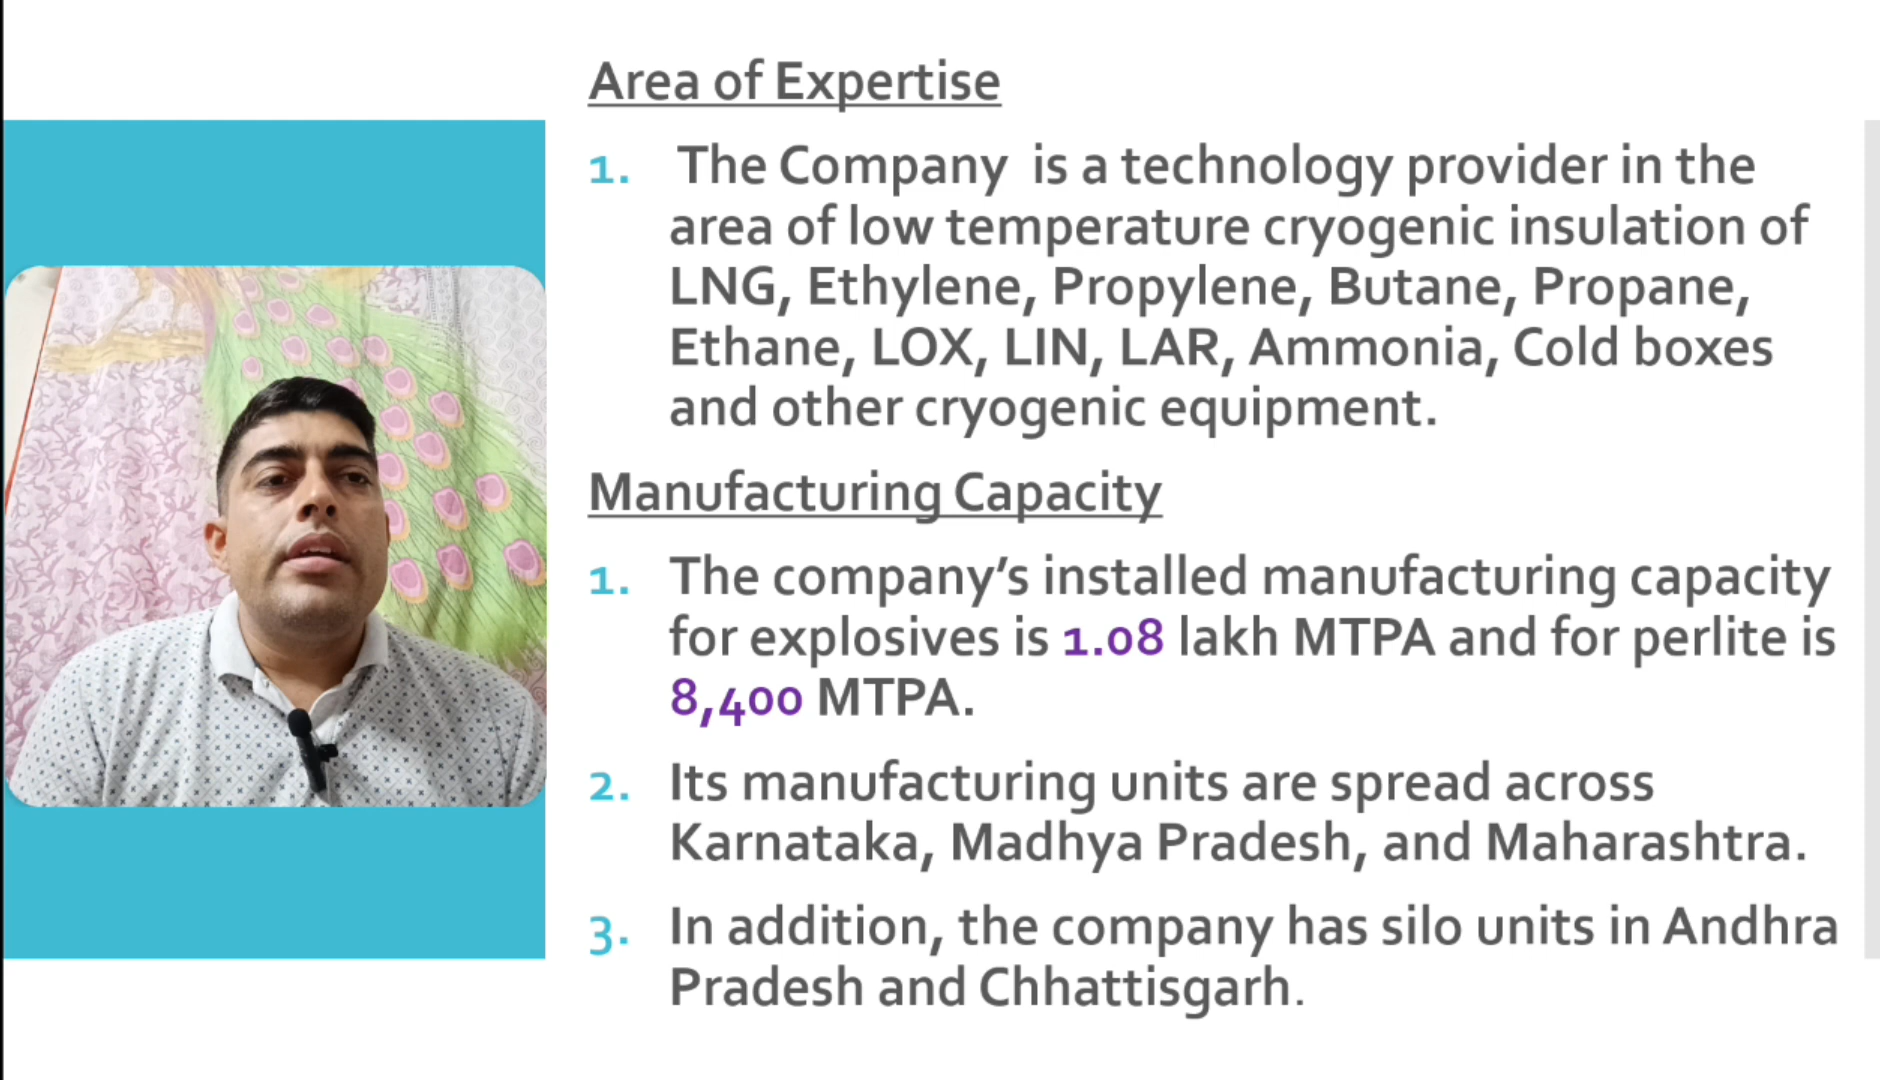 Area of Expertise
1. The Company is a technology provider in the
area of low temperature cryogenic insulation of
LNG, Ethylene, Propylene, Butane, Propane,
Ethane, LOX, LIN, LAR, Ammonia, Cold boxes
and other cryogenic equipment.
Manufacturing Capacity
1. The company’s installed manufacturing capacity
for explosives is 1.08 lakh MTPA and for perlite is
8,400 MTPA.
2. Its manufacturing units are spread across
Karnataka, Madhya Pradesh, and Maharashtra.
3. In addition, the company has silo units in Andhra
Pradesh and Chhattisgarh.